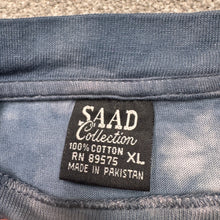 SAAD
Collection
100% COTTON
RN 89575 XL
MADE IN PAKISTAN